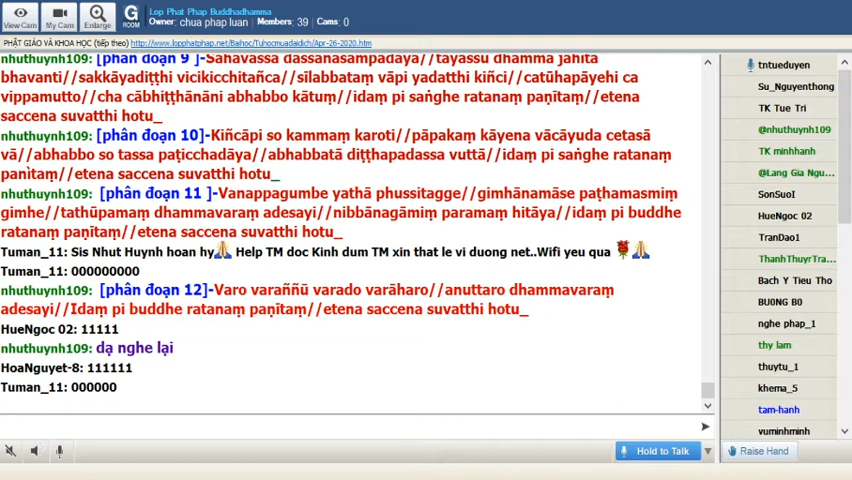 Lop Phat Phap Buddhadhamma
Owner: chua phap luan Members: 39 Cams: 0
View Cam My Cam Enlarge G ROOM
PHẬT GIÁO VÀ KHOA HỌC (tiếp theo) http://www.lopphatphap.net/Baihoc/Tuhocmuadaidich/Apr-26-2020.htm
nhuthuynh109: [phân đoạn 9 ]-Sahāvassa dassanasampadāya//tayassu dhammā jahitā
bhavanti//sakkāyadiṭṭhi vicikicchitañca//sīlabbataṃ vāpi yadatthi kiñci//catūhapāyehi ca
vippamutto//cha cābhiṭṭhānāni abhabbo kātuṃ//idaṃ pi saṅghe ratanaṃ paṇītaṃ//etena
saccena suvatthi hotu_
nhuthuynh109: [phân đoạn 10]-Kiñcāpi so kammaṃ karoti//pāpakaṃ kāyena vācāyuda cetasā
vā//abhabbo so tassa paṭicchadāya//abhabbatā diṭṭhapadassa vuttā//idaṃ pi saṅghe ratanaṃ
paṇītaṃ//etena saccena suvatthi hotu_
nhuthuynh109: [phân đoạn 11 ]-Vanappagumbe yathā phussitagge//gimhānamāse paṭhamasmiṃ
gimhe//tathūpamaṃ dhammavaraṃ adesayi//nibbānagāmiṃ paramaṃ hitāya//idaṃ pi buddhe
ratanaṃ paṇītaṃ//etena saccena suvatthi hotu_
Tuman_11: Sis Nhut Huynh hoan hy🙏 Help TM doc Kinh dum TM xin that le vi duong net..Wifi yeu qua 🌹🙏
Tuman_11: 000000000
nhuthuynh109: [phân đoạn 12]-Varo varaññū varado varāharo//anuttaro dhammavaraṃ
adesayi//Idaṃ pi buddhe ratanaṃ paṇītaṃ//etena saccena suvatthi hotu_
HueNgoc 02: 11111
nhuthuynh109: dạ nghe lại
HoaNguyet-8: 111111
Tuman_11: 000000
Hold to Talk
tntueduyen
Su_Nguyenthong
TK Tue Tri
@nhuthuynh109
TK minhhanh
@Lang Gia Ngu...
SonSuoI
HueNgoc 02
TranDao1
ThanhThuyrTra...
Bach Y Tieu Tho
BU0NG B0
nghe phap_1
thy lam
thuytu_1
khema_5
tam-hanh
vuminhminh
Raise Hand